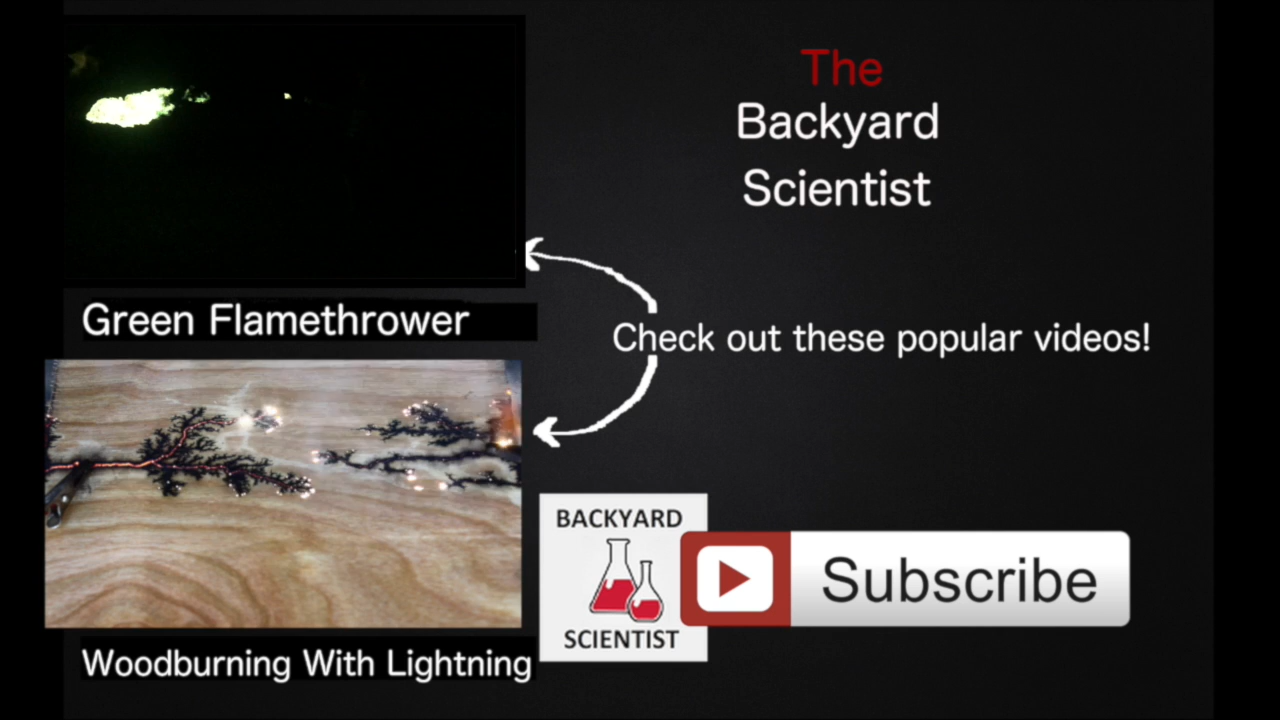 The
Backyard
Scientist
Green Flamethrower
Check out these popular videos!
Woodburning With Lightning
BACKYARD
SCIENTIST
Subscribe